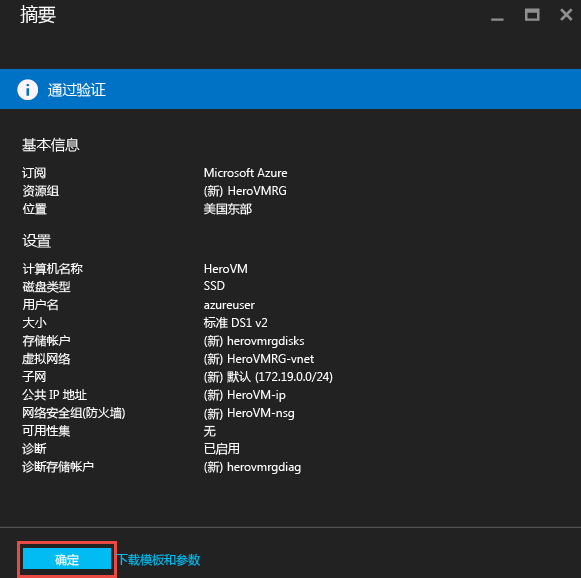 摘要
通过验证
基本信息
订阅 Microsoft Azure
资源组 (新) HeroVMRG
位置 美国东部
设置
计算机名称 HeroVM
磁盘类型 SSD
用户名 azureuser
大小 标准 DS1 v2
存储帐户 (新) herovmrgdisks
虚拟网络 (新) HeroVMRG-vnet
子网 (新) 默认 (172.19.0.0/24)
公共 IP 地址 (新) HeroVM-ip
网络安全组(防火墙) (新) HeroVM-nsg
可用性集 无
诊断 已启用
诊断存储帐户 (新) herovmrgdiag
确定 下载模板和参数